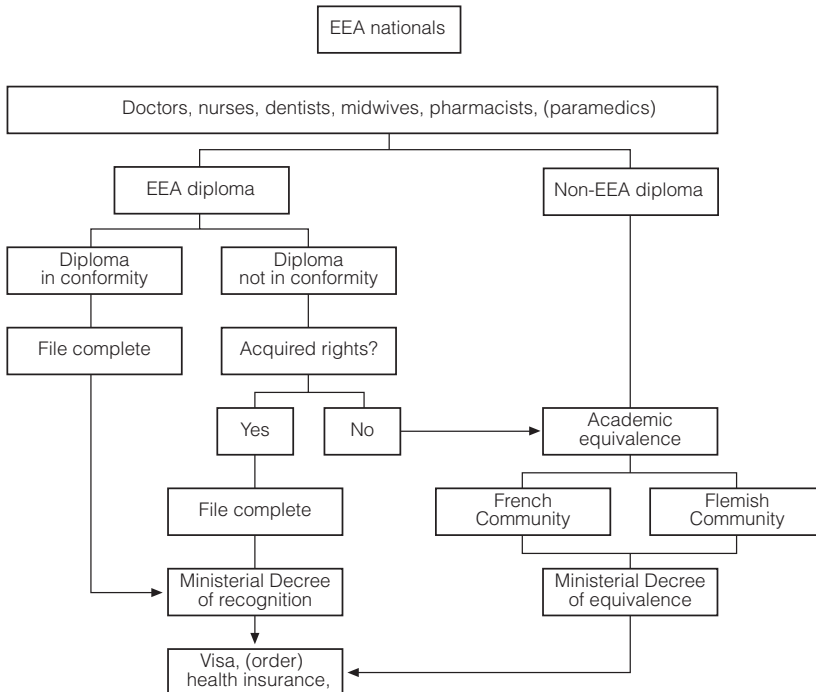 EEA nationals
Doctors, nurses, dentists, midwives, pharmacists, (paramedics)
EEA diploma
Non-EEA diploma
Diploma
in conformity
Diploma
not in conformity
File complete
Acquired rights?
Yes
No
Academic
equivalence
File complete
French
Community
Flemish
Community
Ministerial Decree
of recognition
Ministerial Decree
of equivalence
Visa, (order)
health insurance,